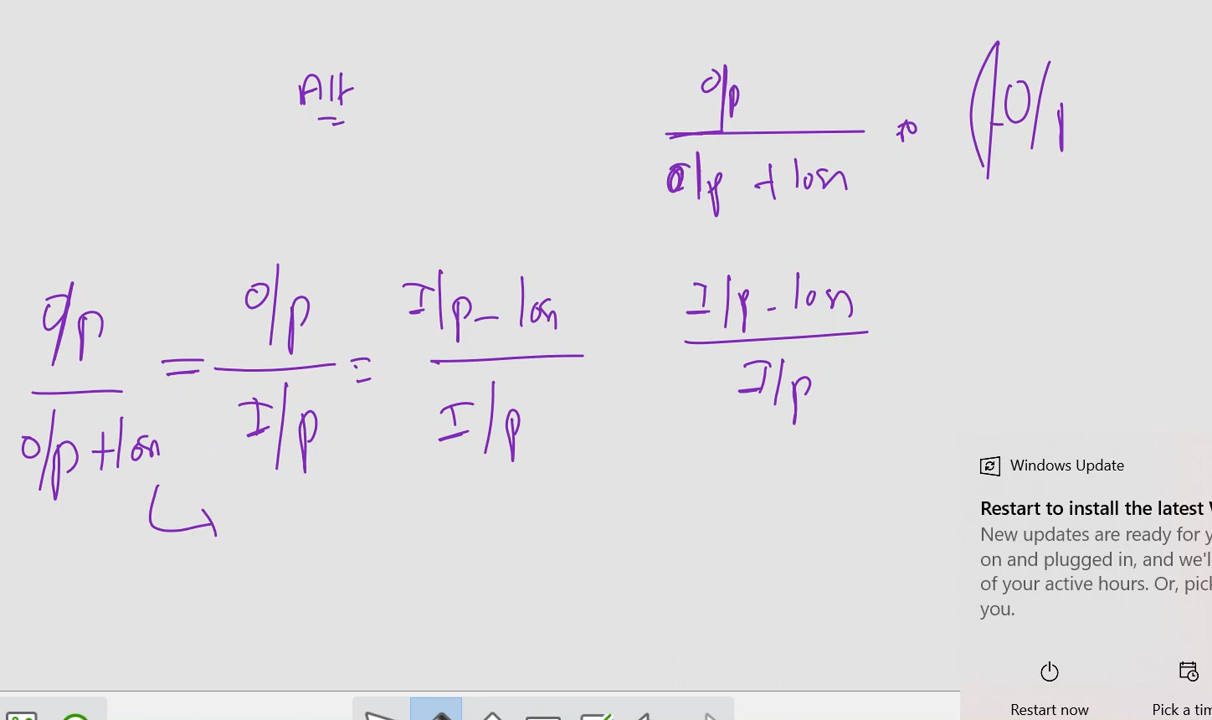 Alt
O/p
O/p + loss
(O/p
O/p / O/p + loss = O/p / I/p = I/p - loss / I/p
I/p - loss
I/p
Windows Update
Restart to install the latest
New updates are ready for y
on and plugged in, and we'l
of your active hours. Or, pic
you.
Restart now
Pick a tim